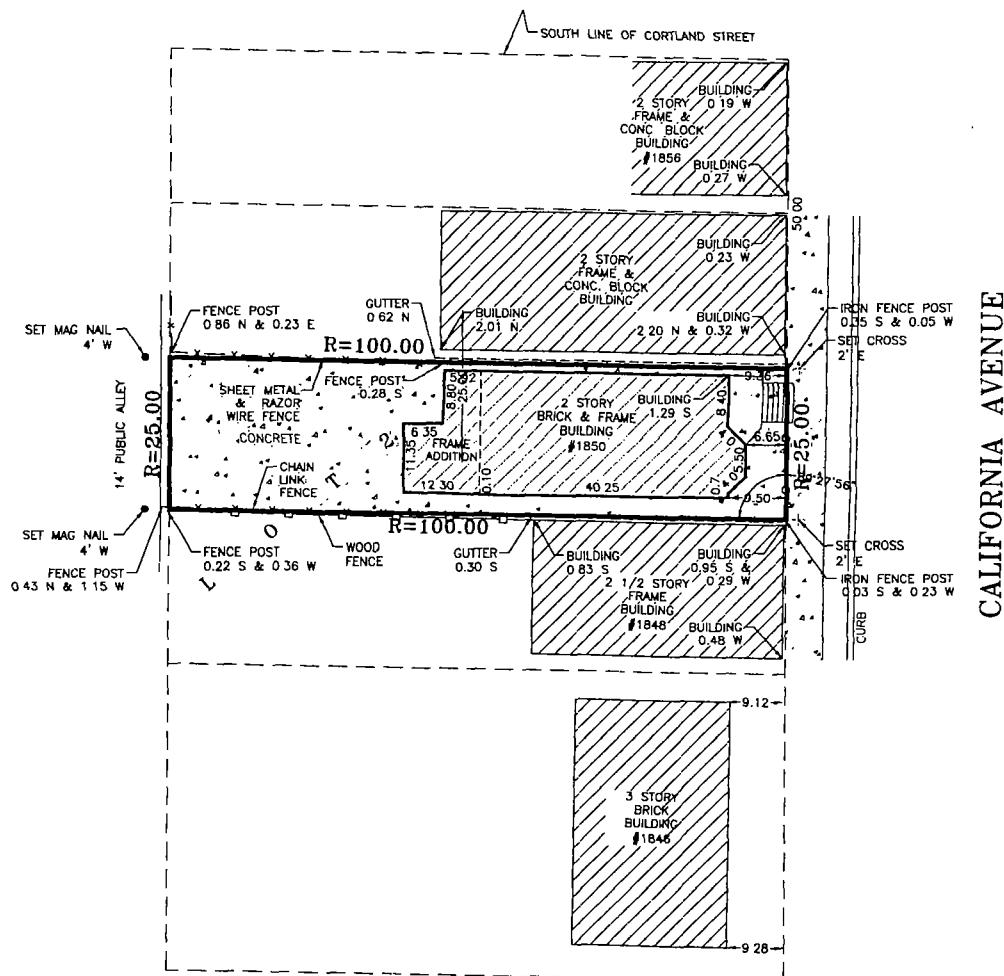 SOUTH LINE OF CORTLAND STREET
BUILDING
0.19 W
2 STORY
FRAME &
CONC BLOCK
BUILDING
#1856
BUILDING
0.27 W
50.00
BUILDING
0.23 W
2 STORY
FRAME &
CONC. BLOCK
BUILDING
FENCE POST
0 86 N & 0 23 E
GUTTER
0 62 N
BUILDING
2.01 N.
BUILDING
2.20 N & 0.32 W
IRON FENCE POST
0.35 S & 0 05 W
SET MAG NAIL
4' W
R=100.00
SET CROSS
2' E
14' PUBLIC ALLEY
R=25.00
SHEET METAL
& RAZOR
WIRE FENCE
CONCRETE
FENCE POST
0.28 S
8.80
2 STORY
BRICK & FRAME
BUILDING
#1850
BUILDING
1.29 S
9.36
8 40
6 35
11.35
FRAME
ADDITION
6.65
5.50
R=25.00
CALIFORNIA AVENUE
CHAIN
LINK
FENCE
12 30
0.10
40 25
9.50
L O T 2
R=100.00
SET MAG NAIL
4' W
FENCE POST
0 43 N & 1 15 W
FENCE POST
0.22 S & 0 36 W
WOOD
FENCE
GUTTER
0.30 S
BUILDING
0 83 S
BUILDING
0.95 S &
0 29 W
SET CROSS
2' E
IRON FENCE POST
0 03 S & 0 23 W
2 1/2 STORY
FRAME
BUILDING
#1848
BUILDING
0.48 W
CURB
9.12
3 STORY
BRICK
BUILDING
#1846
9 28